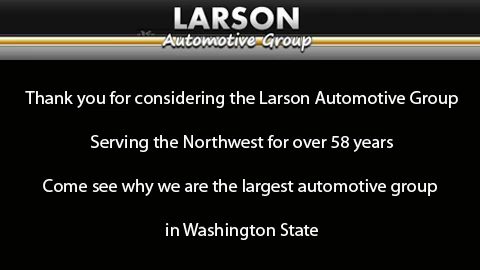 LARSON
Automotive Group
Thank you for considering the Larson Automotive Group
Serving the Northwest for over 58 years
Come see why we are the largest automotive group
in Washington State